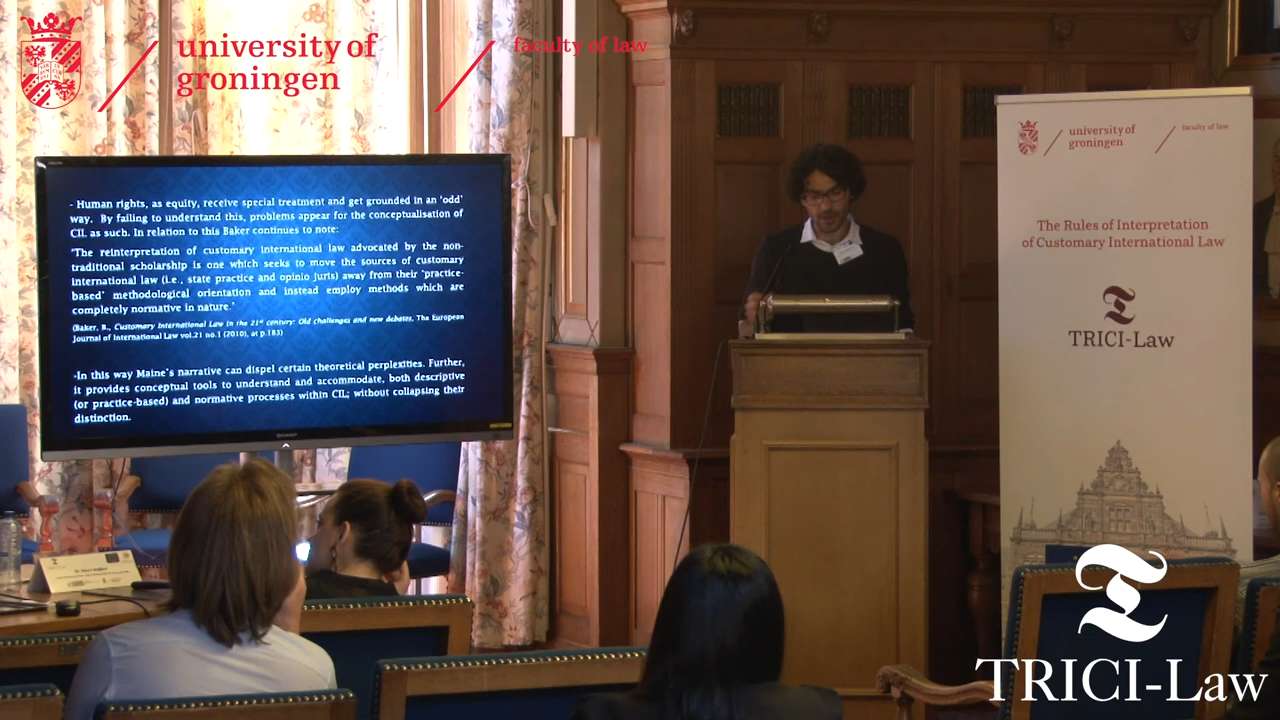 university of
groningen
faculty of law
- Human rights, as equity, receive special treatment and get grounded in an 'odd'
way. By failing to understand this, problems appear for the conceptualisation of
CIL as such. In relation to this Baker continues to note:
'The reinterpretation of customary international law advocated by the non-
traditional scholarship is one which seeks to move the sources of customary
international law (i.e., state practice and opinio juris) away from their 'practice-
based' methodological orientation and instead employ methods which are
completely normative in nature.'
(Baker, B., Customary International Law in the 21st century: Old challenges and new debates, The European
Journal of International Law vol.21 no.1 (2010), at p.183)
-In this way Maine's narrative can dispel certain theoretical perplexities. Further,
it provides conceptual tools to understand and accommodate, both descriptive
(or practice-based) and normative processes within CIL; without collapsing their
distinction.
SHARP
university of
groningen
faculty of law
The Rules of Interpretation
of Customary International Law
TRICI-Law
TRICI-Law